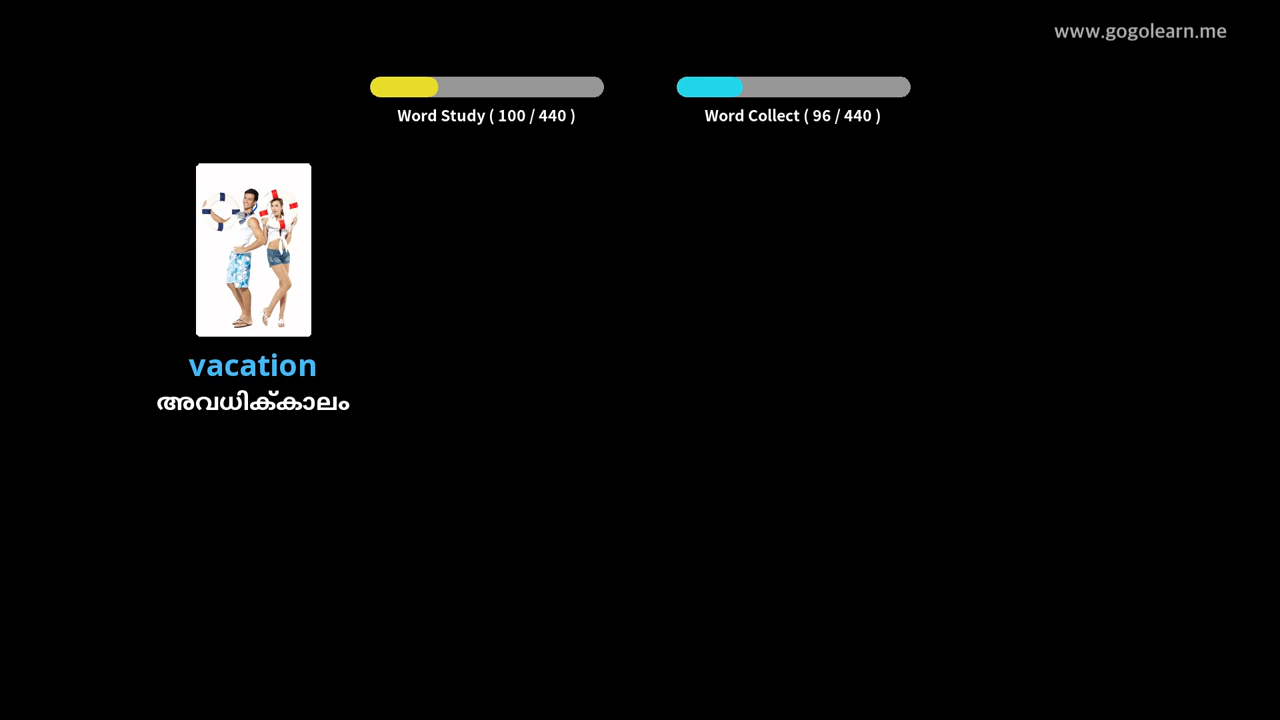 www.gogolearn.me
Word Study ( 100 / 440 )
Word Collect ( 96 / 440 )
vacation
അവധിക്കാലം